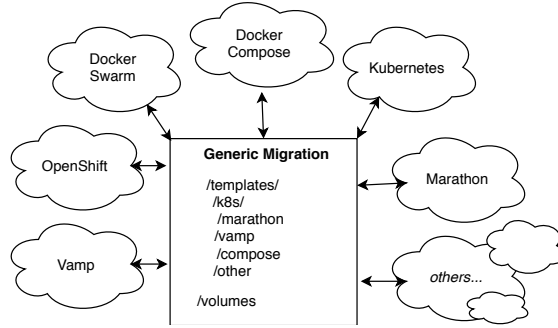 Docker
Swarm
Docker
Compose
Kubernetes
OpenShift
Generic Migration
/templates/
/k8s/
/marathon
/vamp
/compose
/other
/volumes
Marathon
Vamp
others...